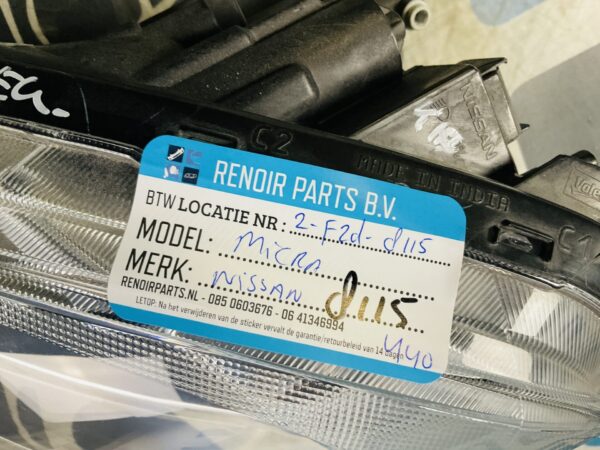 C2
NISSAN
MADE IN INDIA
Valeo
RENOIR PARTS B.V.
BTW LOCATIE NR: 2-F2d-d115
MODEL: MICRA
MERK: NISSAN
d115
RENOIRPARTS.NL - 085 0603676 - 06 41346994
LETOP: Na het verwijderen van de sticker vervalt de garantie/retourbeleid van 14 dagen
440